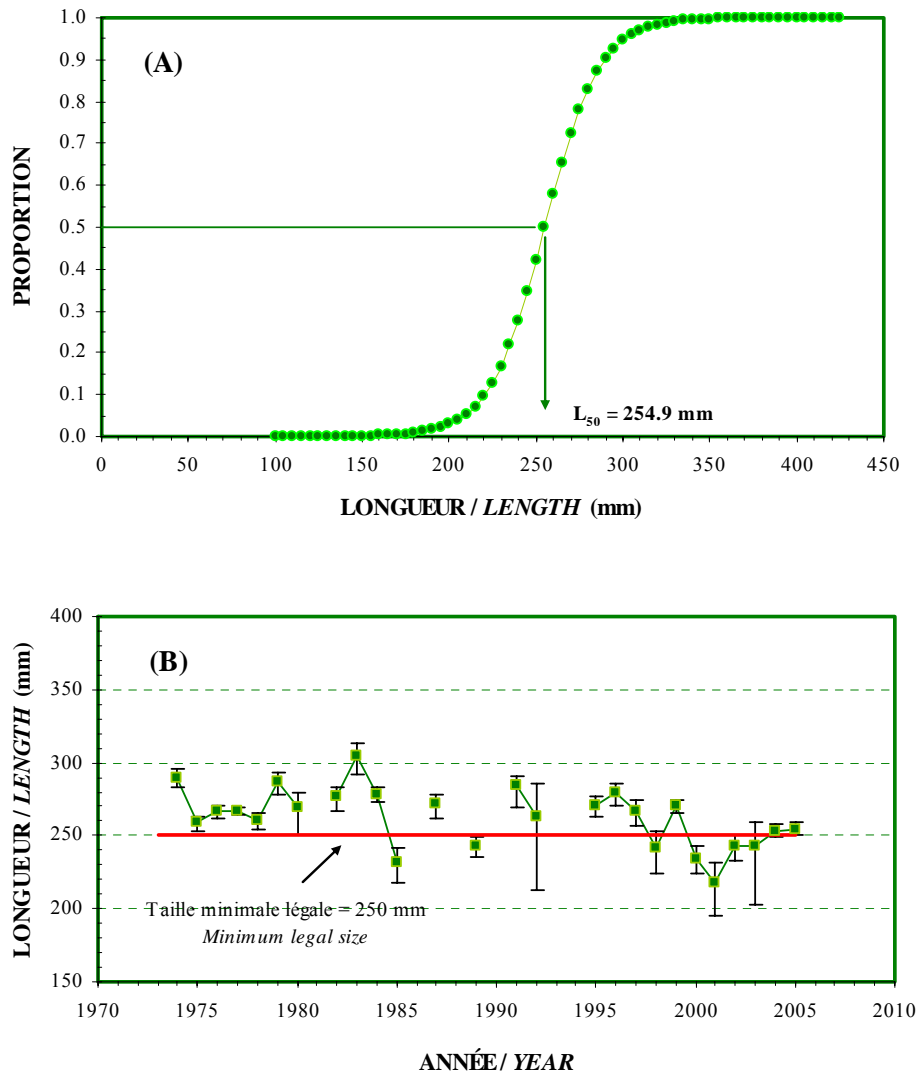 1.0
(A)
0.9
0.8
0.7
0.6
0.5
0.4
0.3
0.2
0.1
0.0
PROPORTION
L50 = 254.9 mm
0 50 100 150 200 250 300 350 400 450
LONGUEUR / LENGTH (mm)
400
(B)
350
300
250
200
150
LONGUEUR / LENGTH (mm)
Taille minimale légale = 250 mm
Minimum legal size
1970 1975 1980 1985 1990 1995 2000 2005 2010
ANNÉE / YEAR